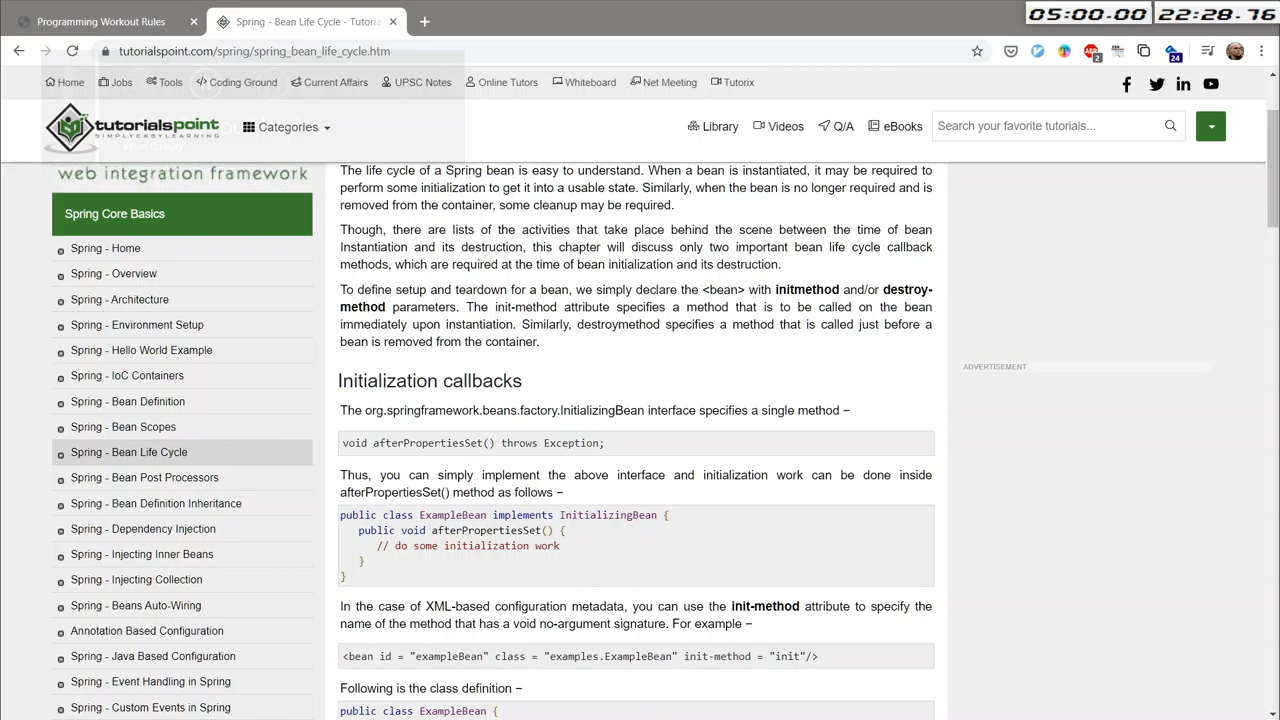 Programming Workout Rules
Spring - Bean Life Cycle - Tutoria
05:00.00
22:28.76
tutorialspoint.com/spring/spring_bean_life_cycle.htm
2
24
Home
Jobs
Tools
Coding Ground
Current Affairs
UPSC Notes
Online Tutors
Whiteboard
Net Meeting
Tutorix
tutorialspoint
SIMPLYEASYLEARNING
Categories
Library
Videos
Q/A
eBooks
Search your favorite tutorials...
web integration framework
Spring Core Basics
Spring - Home
Spring - Overview
Spring - Architecture
Spring - Environment Setup
Spring - Hello World Example
Spring - IoC Containers
Spring - Bean Definition
Spring - Bean Scopes
Spring - Bean Life Cycle
Spring - Bean Post Processors
Spring - Bean Definition Inheritance
Spring - Dependency Injection
Spring - Injecting Inner Beans
Spring - Injecting Collection
Spring - Beans Auto-Wiring
Annotation Based Configuration
Spring - Java Based Configuration
Spring - Event Handling in Spring
Spring - Custom Events in Spring
The life cycle of a Spring bean is easy to understand. When a bean is instantiated, it may be required to
perform some initialization to get it into a usable state. Similarly, when the bean is no longer required and is
removed from the container, some cleanup may be required.
Though, there are lists of the activities that take place behind the scene between the time of bean
Instantiation and its destruction, this chapter will discuss only two important bean life cycle callback
methods, which are required at the time of bean initialization and its destruction.
To define setup and teardown for a bean, we simply declare the <bean> with initmethod and/or destroy-
method parameters. The init-method attribute specifies a method that is to be called on the bean
immediately upon instantiation. Similarly, destroymethod specifies a method that is called just before a
bean is removed from the container.
Initialization callbacks
The org.springframework.beans.factory.InitializingBean interface specifies a single method −
void afterPropertiesSet() throws Exception;
Thus, you can simply implement the above interface and initialization work can be done inside
afterPropertiesSet() method as follows −
public class ExampleBean implements InitializingBean {
public void afterPropertiesSet() {
// do some initialization work
}
}
In the case of XML-based configuration metadata, you can use the init-method attribute to specify the
name of the method that has a void no-argument signature. For example −
<bean id = "exampleBean" class = "examples.ExampleBean" init-method = "init"/>
Following is the class definition −
public class ExampleBean {
ADVERTISEMENT